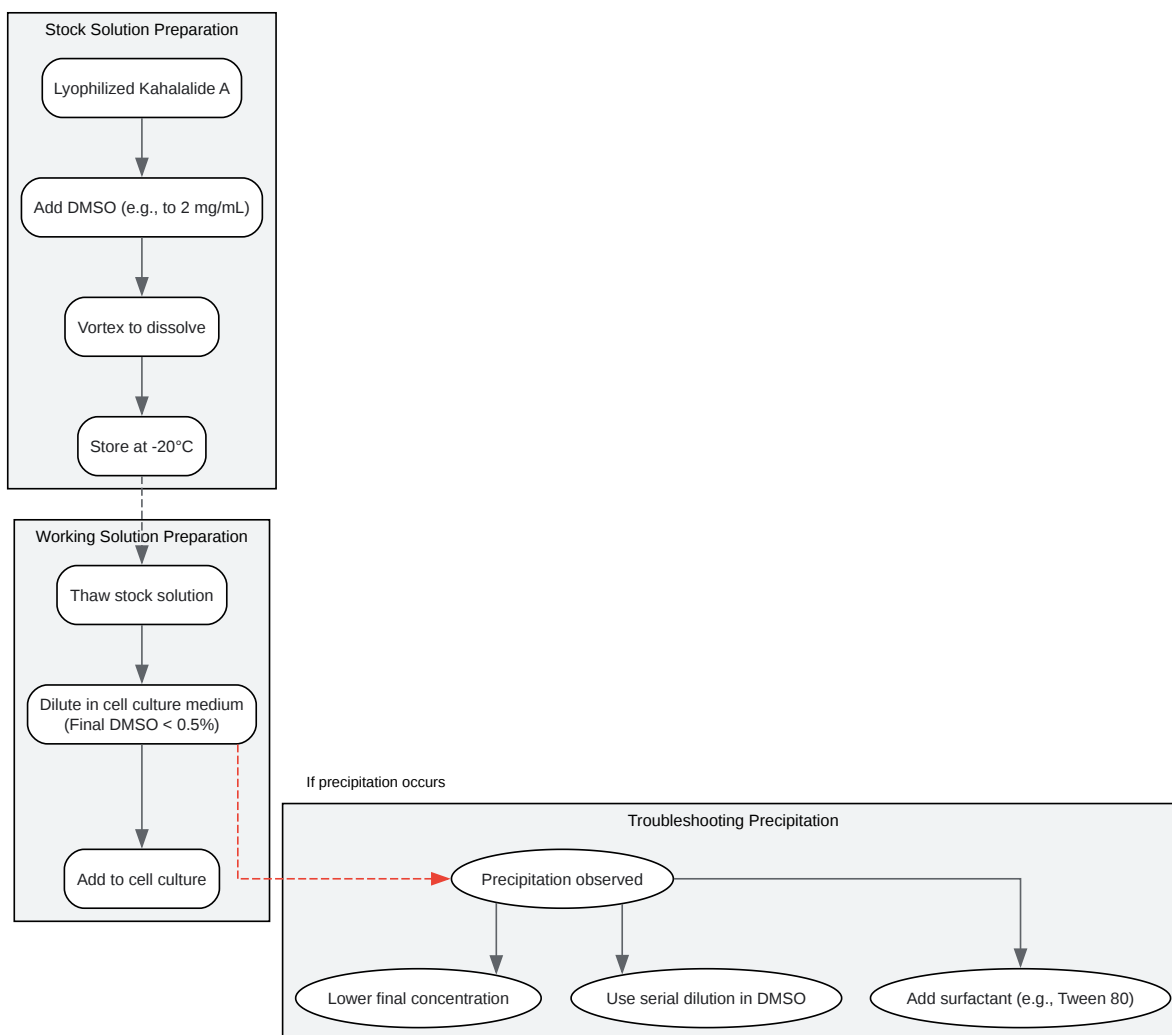 Stock Solution Preparation
Lyophilized Kahalalide A
Add DMSO (e.g., to 2 mg/mL)
Vortex to dissolve
Store at -20°C
Working Solution Preparation
Thaw stock solution
Dilute in cell culture medium
(Final DMSO < 0.5%)
Add to cell culture
If precipitation occurs
Troubleshooting Precipitation
Precipitation observed
Lower final concentration
Use serial dilution in DMSO
Add surfactant (e.g., Tween 80)